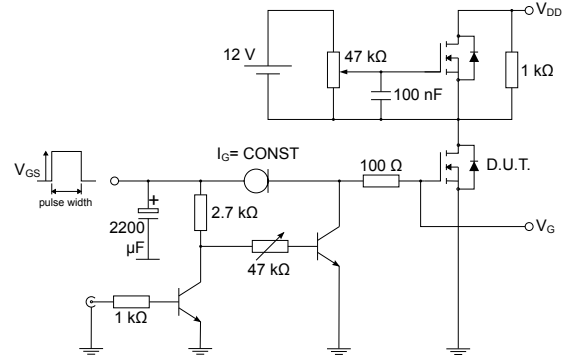 V_DD
12 V
47 kΩ
1 kΩ
100 nF
I_G= CONST
100 Ω
D.U.T.
V_GS
pulse width
+
2200
μF
2.7 kΩ
V_G
47 kΩ
1 kΩ